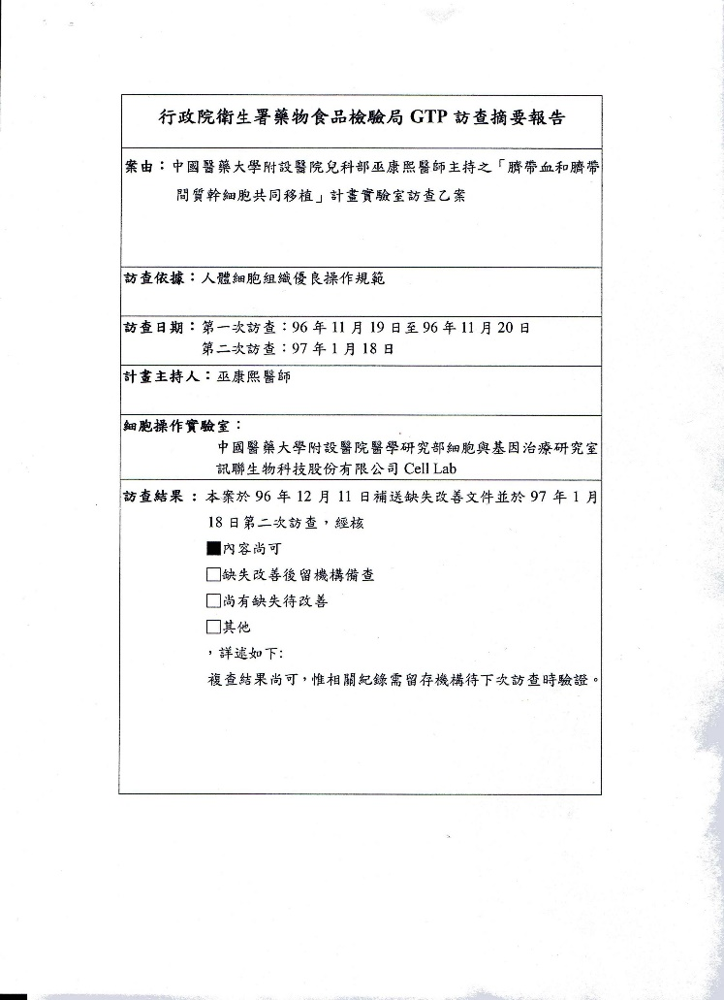 行政院衛生署藥物食品檢驗局 GTP 訪查摘要報告
案由：中國醫藥大學附設醫院兒科部巫康熙醫師主持之「臍帶血和臍帶
間質幹細胞共同移植」計畫實驗室訪查乙案
訪查依據：人體細胞組織優良操作規範
訪查日期：第一次訪查：96 年 11 月 19 日至 96 年 11 月 20 日
第二次訪查：97 年 1 月 18 日
計畫主持人：巫康熙醫師
細胞操作實驗室：
中國醫藥大學附設醫院醫學研究部細胞與基因治療研究室
訊聯生物科技股份有限公司 Cell Lab
訪查結果：本案於 96 年 12 月 11 日補送缺失改善文件並於 97 年 1 月
18 日第二次訪查，經核
■內容尚可
□缺失改善後留機構備查
□尚有缺失待改善
□其他
，詳述如下:
複查結果尚可，惟相關紀錄需留存機構待下次訪查時驗證。